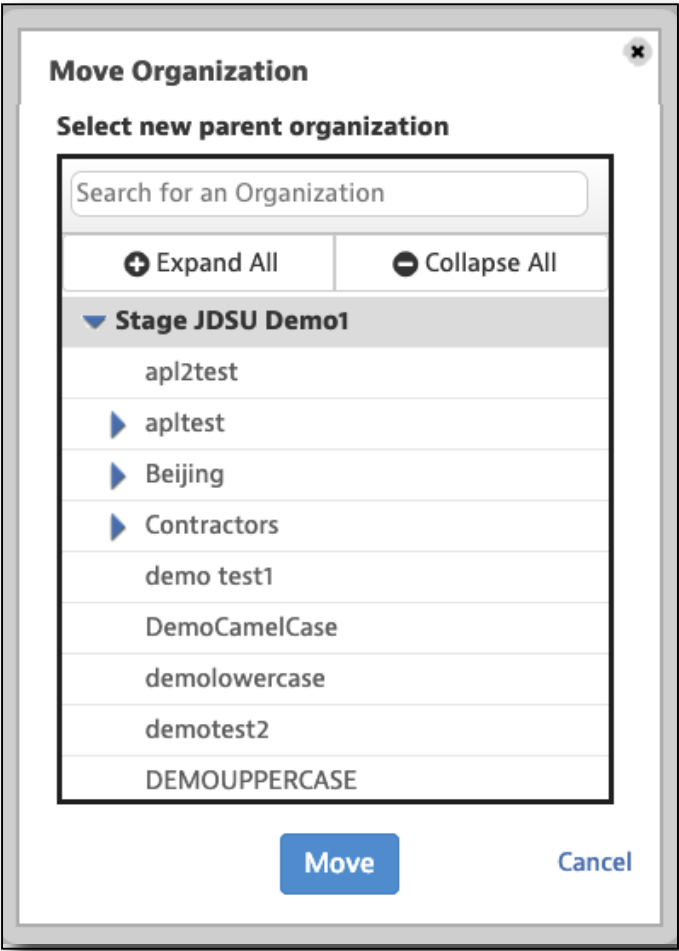 Move Organization
Select new parent organization
Search for an Organization
Expand All
Collapse All
Stage JDSU Demo1
apl2test
apltest
Beijing
Contractors
demo test1
DemoCamelCase
demolowercase
demotest2
DEMOUPPERCASE
Move
Cancel